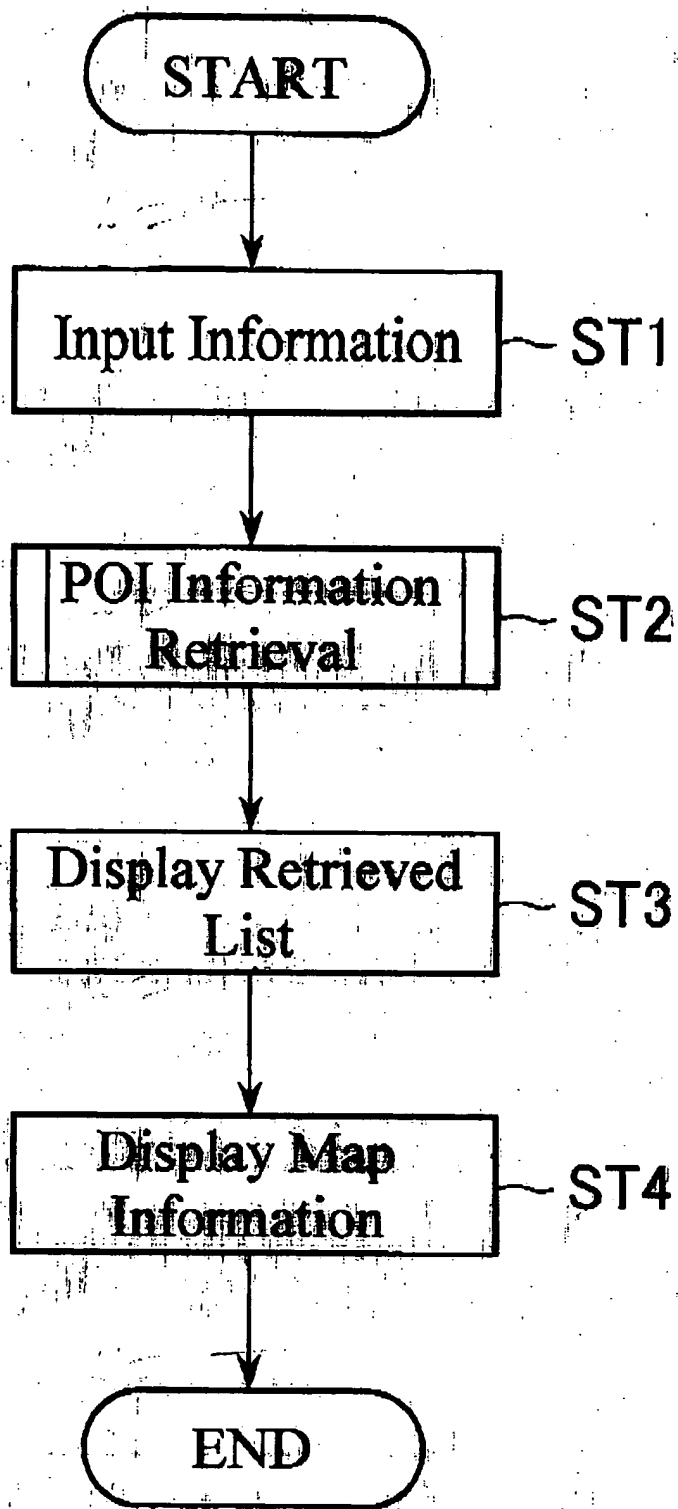 START
Input Information
ST1
POI Information
Retrieval
ST2
Display Retrieved
List
ST3
Display Map
Information
ST4
END